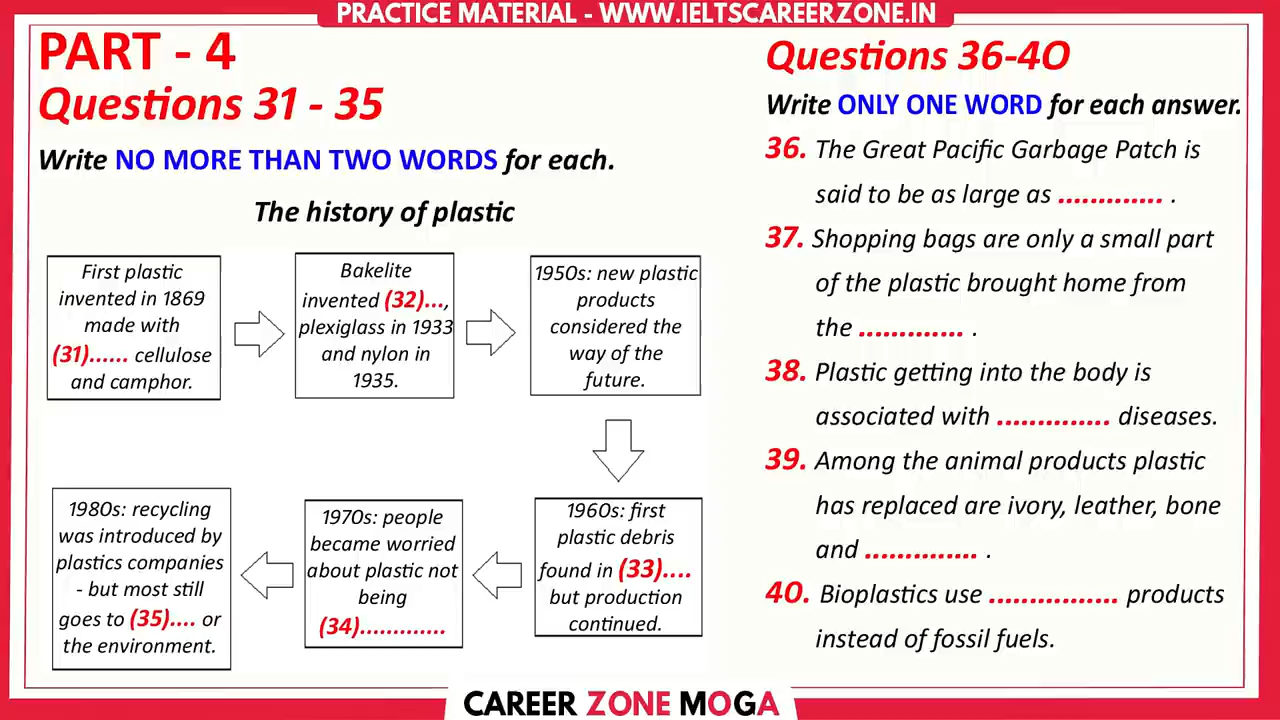 PRACTICE MATERIAL - WWW.IELTSCAREERZONE.IN
PART - 4
Questions 31 - 35
Write NO MORE THAN TWO WORDS for each.
The history of plastic
First plastic
invented in 1869
made with
(31)...... cellulose
and camphor.
Bakelite
invented (32)...,
plexiglass in 1933
and nylon in
1935.
1950s: new plastic
products
considered the
way of the
future.
1960s: first
plastic debris
found in (33)....
but production
continued.
1970s: people
became worried
about plastic not
being
(34).............
1980s: recycling
was introduced by
plastics companies
- but most still
goes to (35).... or
the environment.
Questions 36-4O
Write ONLY ONE WORD for each answer.
36. The Great Pacific Garbage Patch is
said to be as large as ............. .
37. Shopping bags are only a small part
of the plastic brought home from
the ............. .
38. Plastic getting into the body is
associated with .............. diseases.
39. Among the animal products plastic
has replaced are ivory, leather, bone
and .............. .
4O. Bioplastics use ................ products
instead of fossil fuels.
CAREER ZONE MOGA